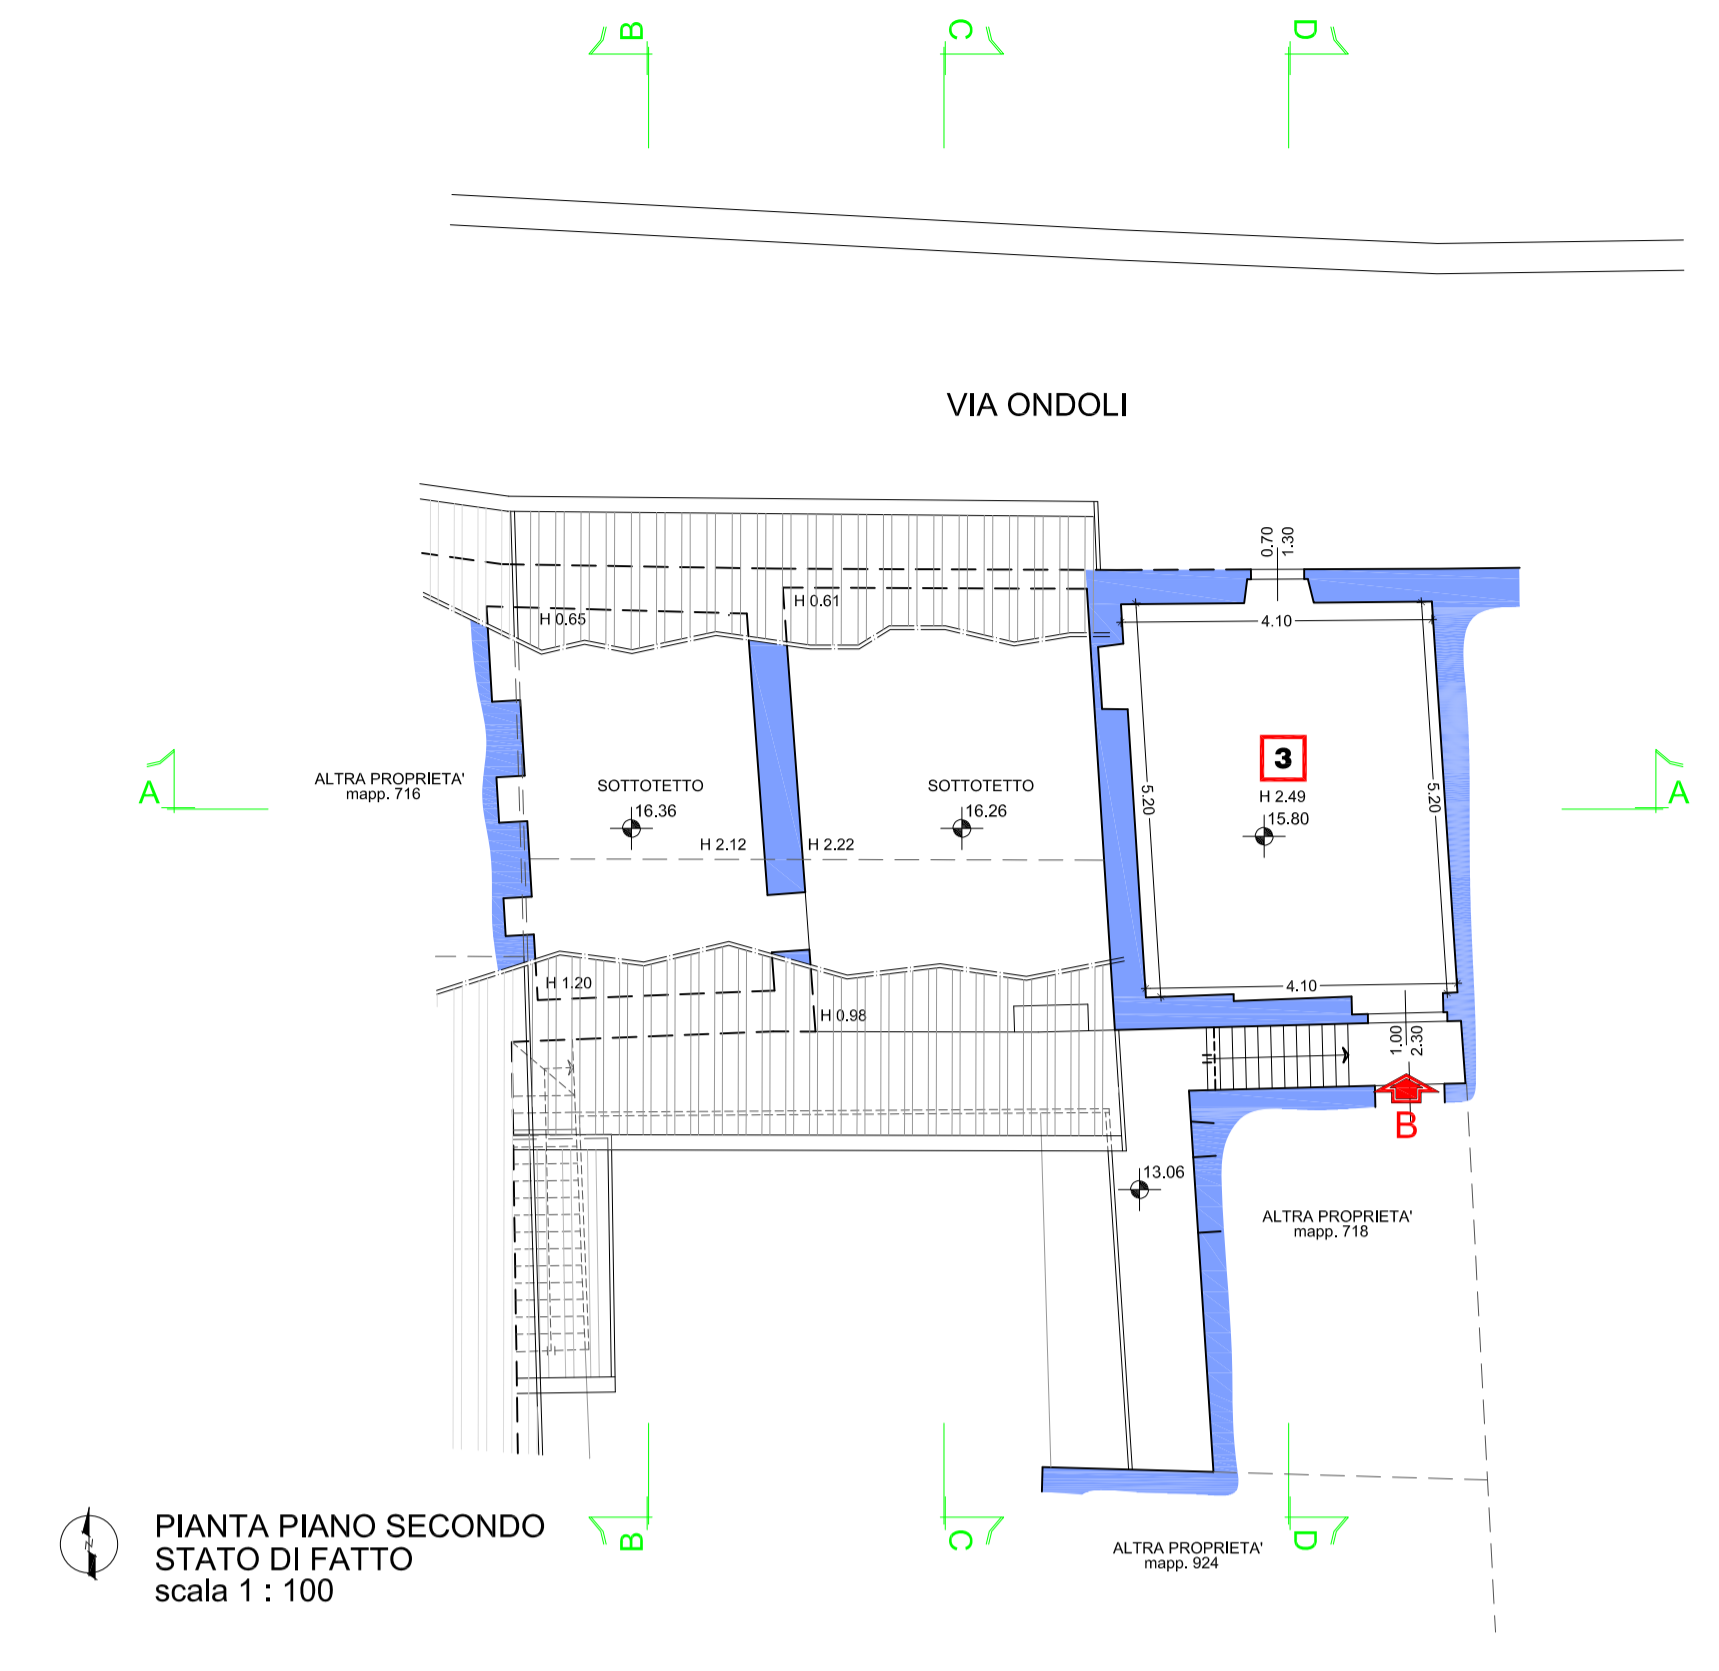 B C D
VIA ONDOLI
0.70
1.30
H 0.65
H 0.61
4.10
A
ALTRA PROPRIETA'
mapp. 716
SOTTOTETTO
16.36
H 2.12
H 2.22
SOTTOTETTO
16.26
5.20
3
H 2.49
15.80
5.20
A
H 1.20
H 0.98
4.10
1.00
2.30
B
13.06
ALTRA PROPRIETA'
mapp. 718
N
PIANTA PIANO SECONDO
STATO DI FATTO
scala 1 : 100
B C D
ALTRA PROPRIETA'
mapp. 924